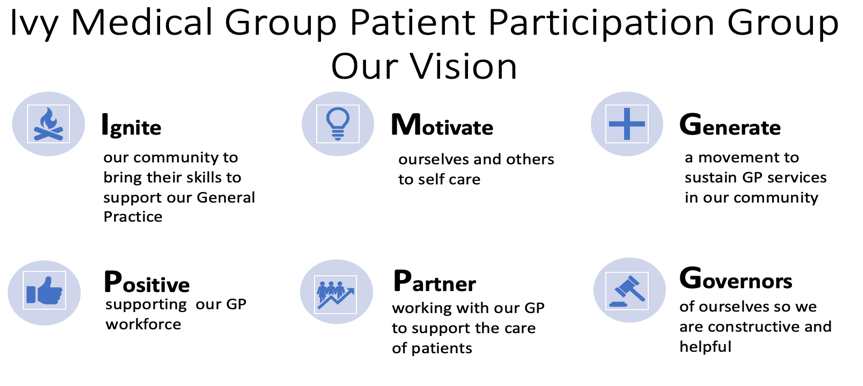 Ivy Medical Group Patient Participation Group
Our Vision
Ignite
our community to
bring their skills to
support our General
Practice
Motivate
ourselves and others
to self care
Generate
a movement to
sustain GP services
in our community
Positive
supporting our GP
workforce
Partner
working with our GP
to support the care
of patients
Governors
of ourselves so we
are constructive and
helpful